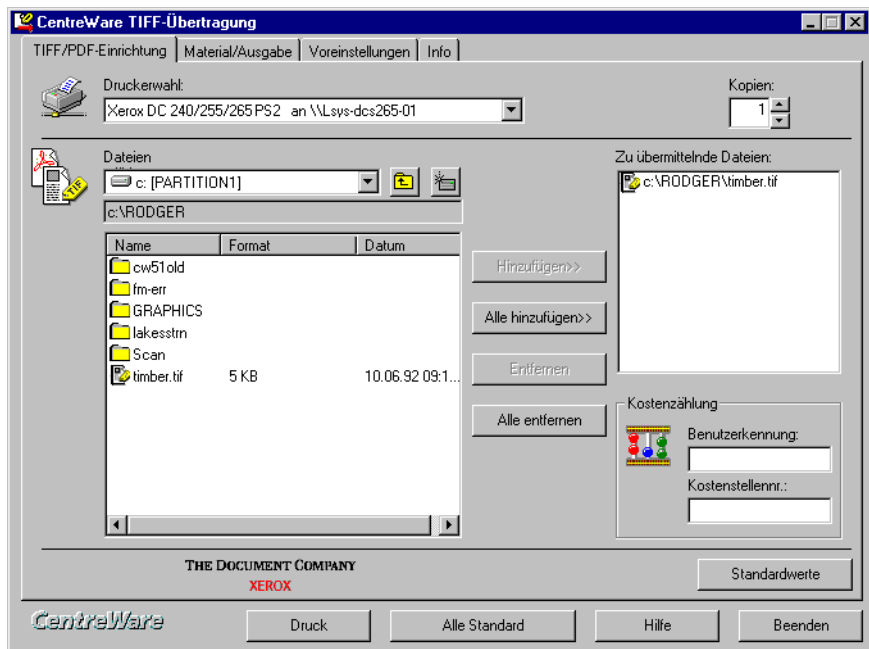 CentreWare TIFF-Übertragung
TIFF/PDF-Einrichtung Material/Ausgabe Voreinstellungen Info
Druckerwahl:
Kopien:
Xerox DC 240/255/265 PS2 an \\Lsys-dcs265-01
1
Dateien
Zu übermittelnde Dateien:
c: [PARTITION1]
c:\RODGER\timber.tif
c:\RODGER
Name Format Datum
cw51old
fm-err
GRAPHICS
lakesstrn
Scan
timber.tif 5 KB 10.06.92 09:1...
Hinzufügen>>
Alle hinzufügen>>
Entfernen
Alle entfernen
Kostenzählung
Benutzerkennung:
Kostenstellennr.:
THE DOCUMENT COMPANY
XEROX
Standardwerte
CentreWare
Druck
Alle Standard
Hilfe
Beenden